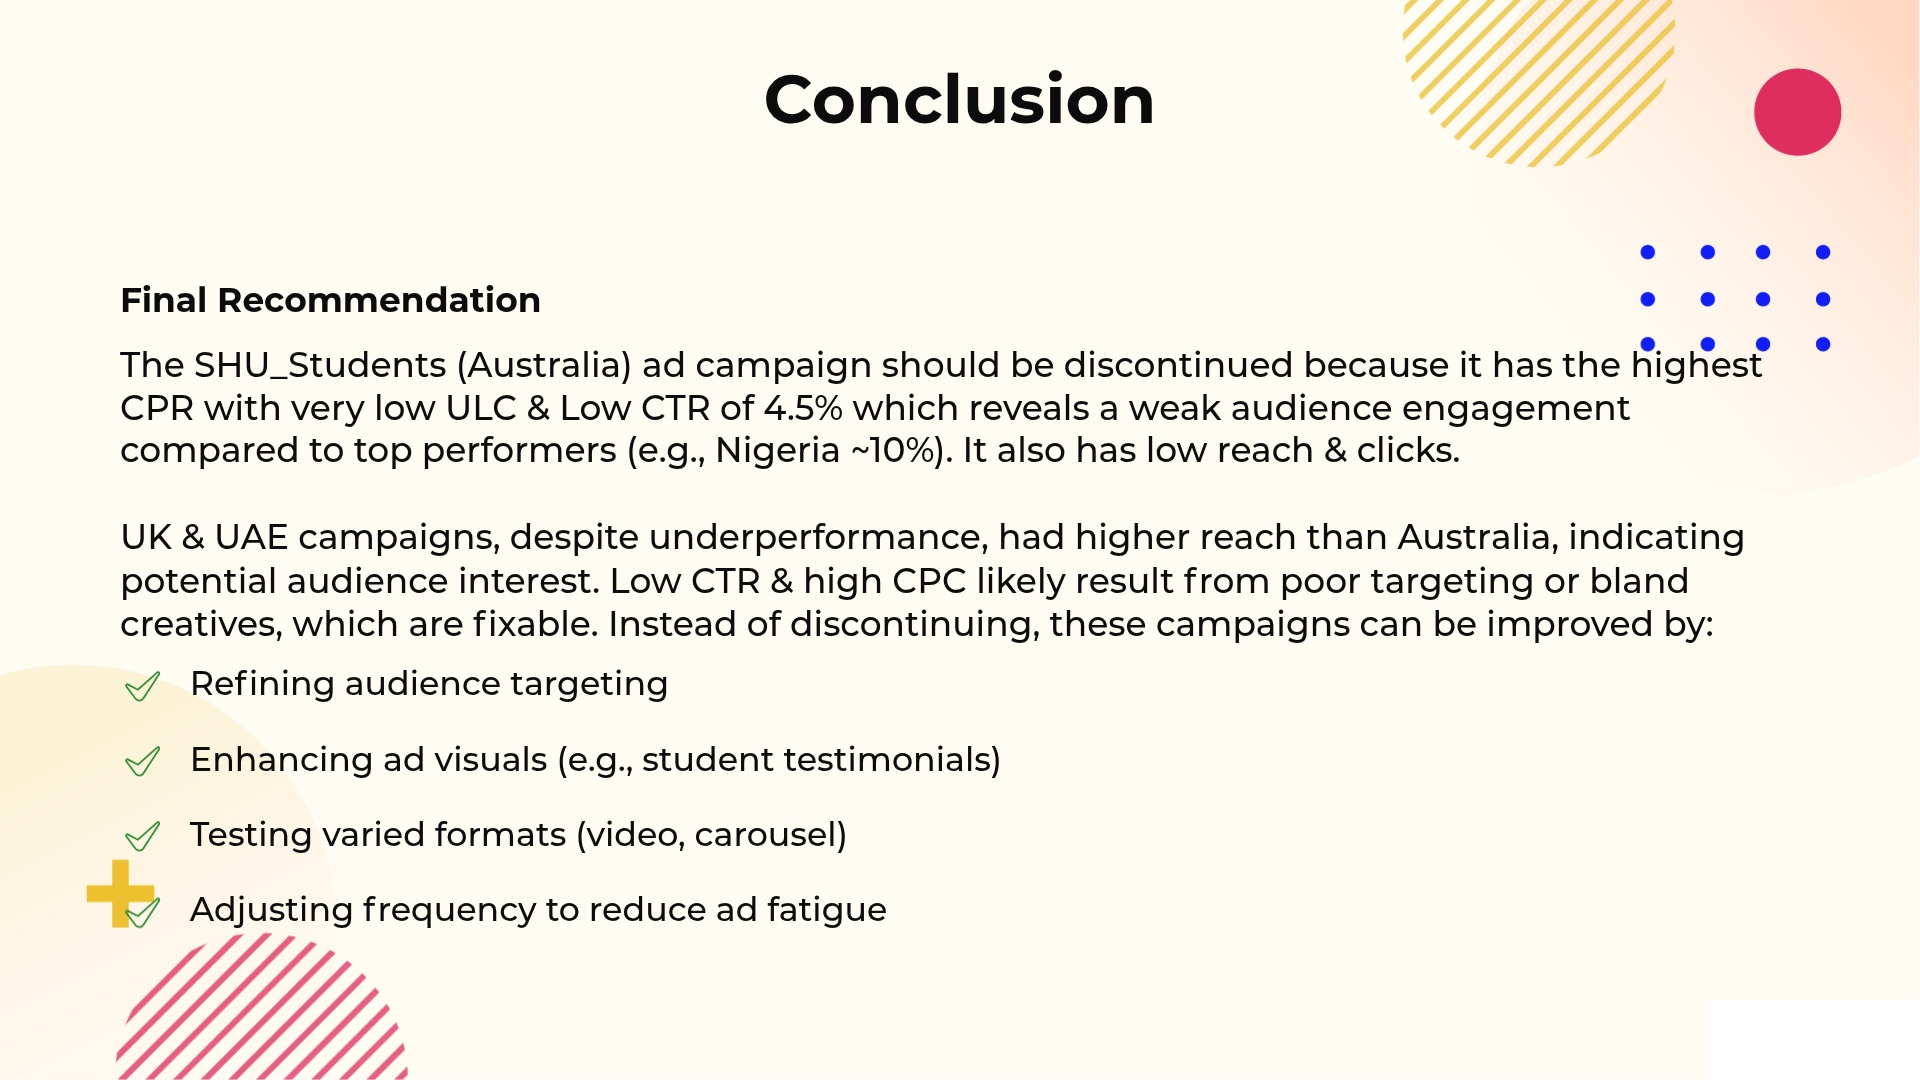 Conclusion
Final Recommendation
The SHU_Students (Australia) ad campaign should be discontinued because it has the highest
CPR with very low ULC & Low CTR of 4.5% which reveals a weak audience engagement
compared to top performers (e.g., Nigeria ~10%). It also has low reach & clicks.
UK & UAE campaigns, despite underperformance, had higher reach than Australia, indicating
potential audience interest. Low CTR & high CPC likely result from poor targeting or bland
creatives, which are fixable. Instead of discontinuing, these campaigns can be improved by:
Refining audience targeting
Enhancing ad visuals (e.g., student testimonials)
Testing varied formats (video, carousel)
Adjusting frequency to reduce ad fatigue